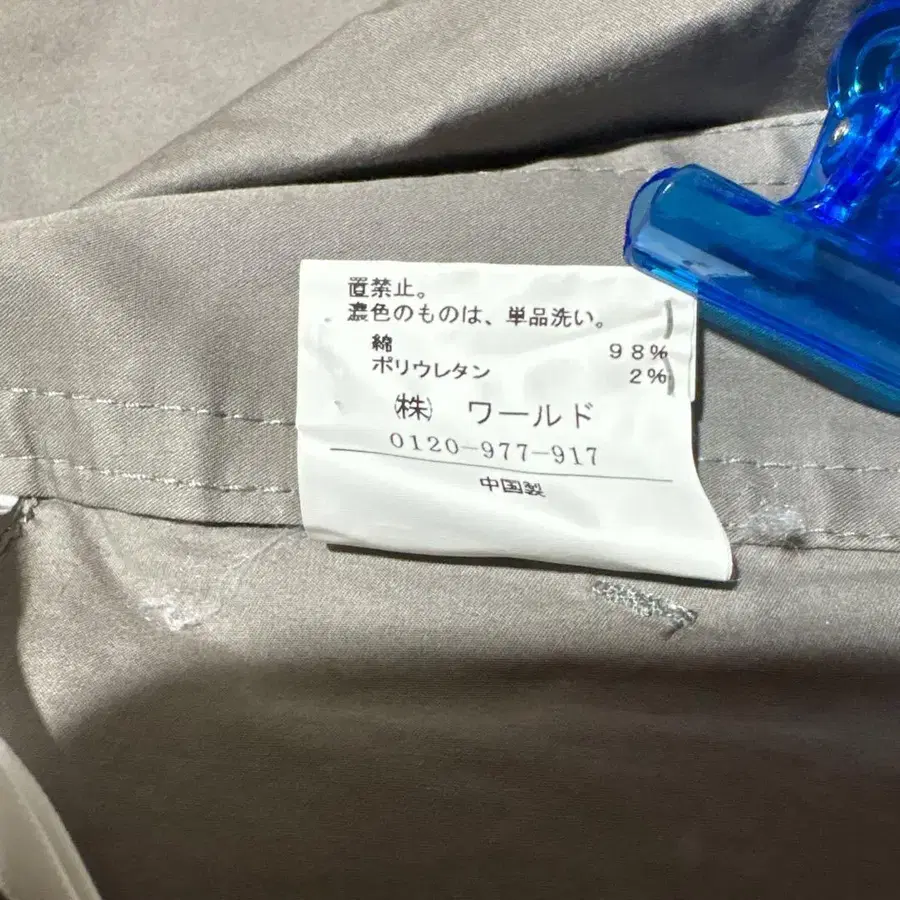 置禁止。
濃色のものは、単品洗い。
綿 98%
ポリウレタン 2%
㈱ ワールド
0120-977-917
中国製